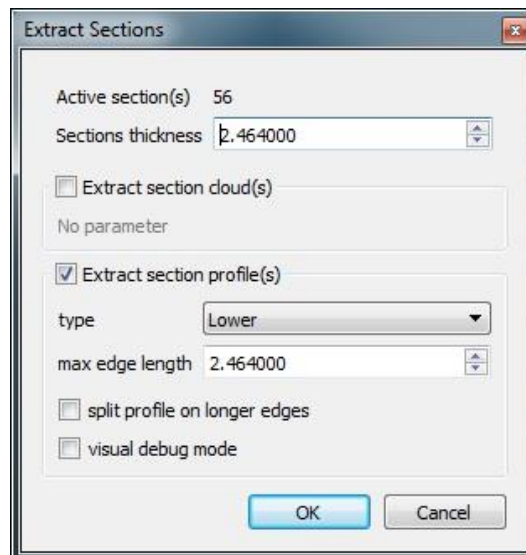 Extract Sections
Active section(s) 56
Sections thickness 2.464000
Extract section cloud(s)
No parameter
Extract section profile(s)
type Lower
max edge length 2.464000
split profile on longer edges
visual debug mode
OK Cancel